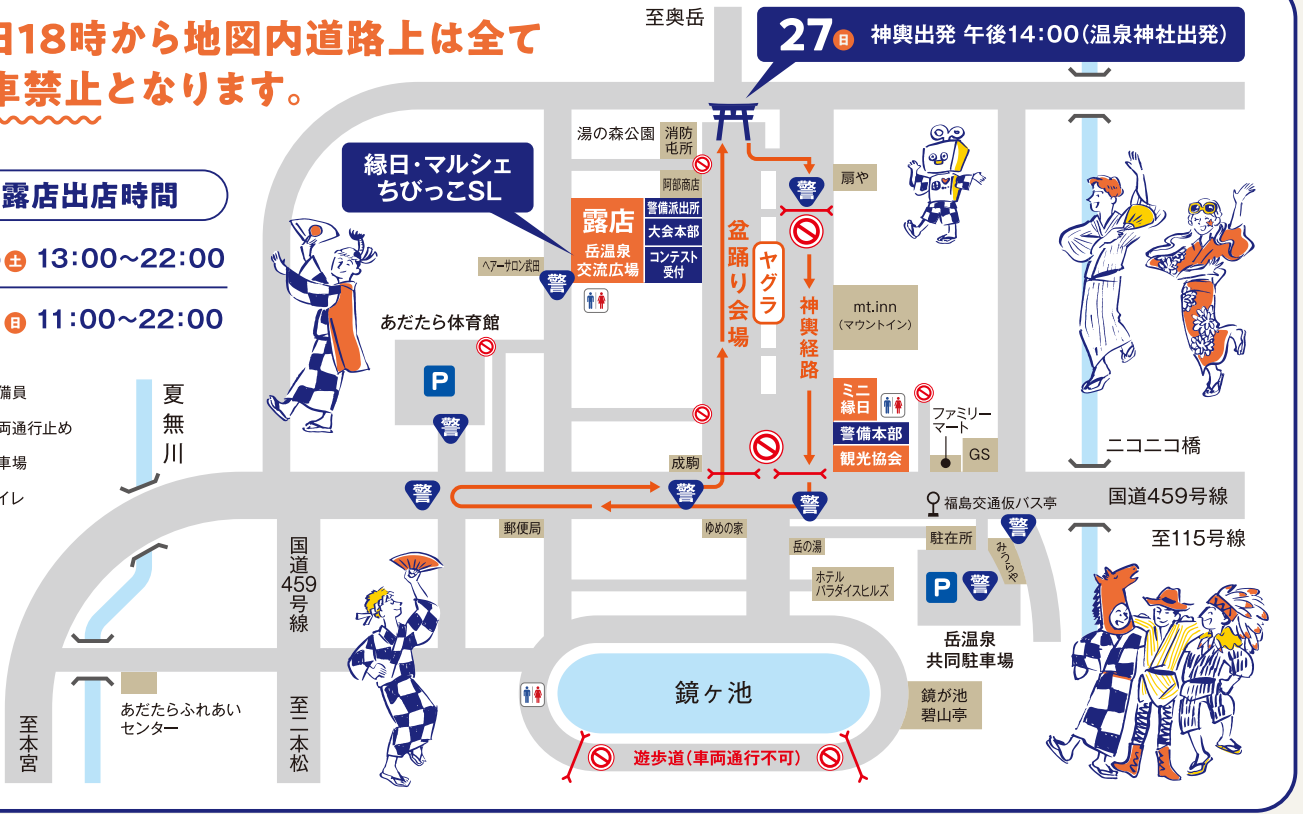 日18時から地図内道路上は全て
車禁止となります。
露店出店時間
土 13:00〜22:00
日 11:00〜22:00
備員
両通行止め
車場
イレ
至奥岳
27日 神輿出発 午後14:00(温泉神社出発)
湯の森公園
消防
屯所
阿部商店
縁日・マルシェ
ちびっこSL
露店
岳温泉
交流広場
警備派出所
大会本部
コンテスト
受付
ヘアーサロン武田
警
警
扇や
盆踊り会場
ヤグラ
神輿経路
mt.inn
(マウントイン)
あだたら体育館
P
警
夏無川
ミニ
縁日
警備本部
観光協会
ファミリー
マート
GS
ニコニコ橋
成駒
警
警
警
国道459号線
福島交通仮バス亭
至115号線
郵便局
ゆめの家
岳の湯
駐在所
みつらや
警
P
警
ホテル
パラダイスヒルズ
岳温泉
共同駐車場
国道459号線
鏡ヶ池
鏡が池
碧山亭
あだたらふれあい
センター
至本宮
至二本松
遊歩道(車両通行不可)